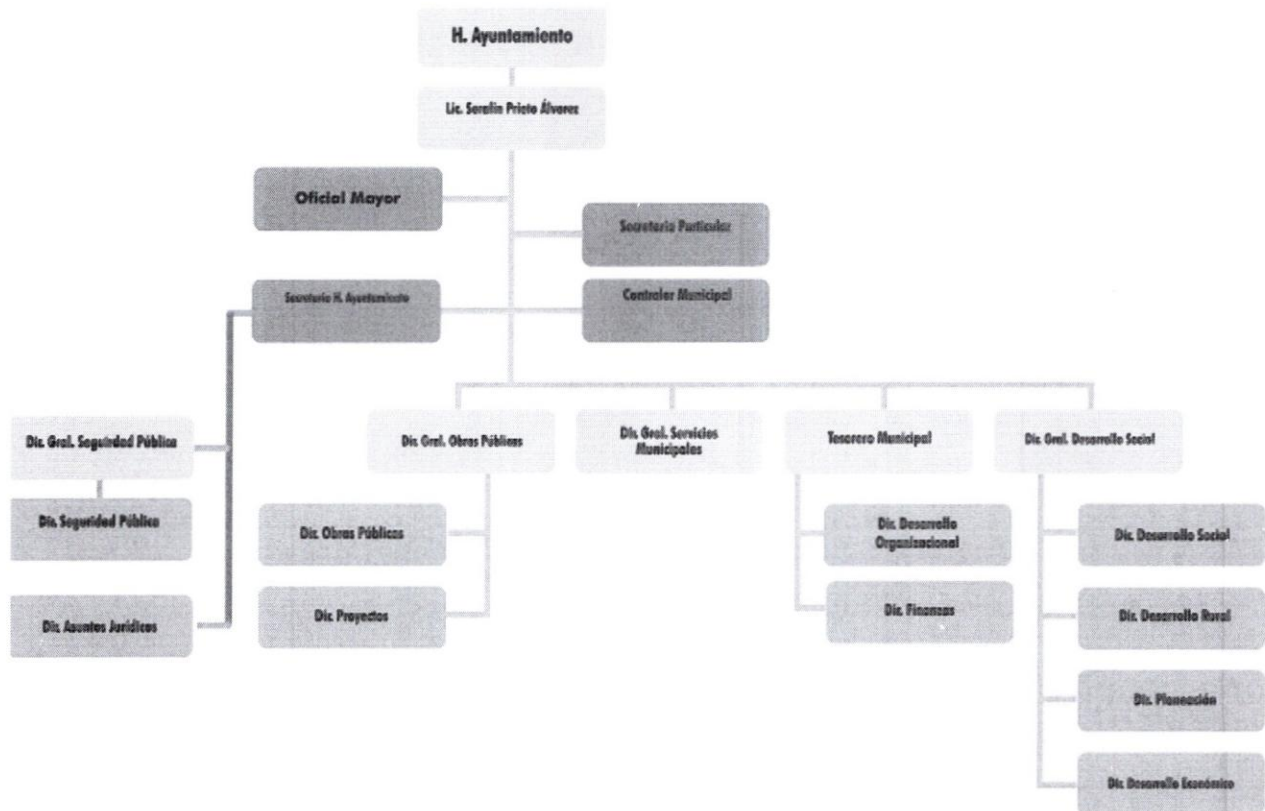 H. Ayuntamiento
Lic. Serafín Prieto Álvarez
Oficial Mayor
Secretario Particular
Secretario H. Ayuntamiento
Contralor Municipal
Dir. Gral. Seguridad Pública
Dir. Gral. Obras Públicas
Dir. Gral. Servicios
Municipales
Tesorero Municipal
Dir. Gral. Desarrollo Social
Dir. Seguridad Pública
Dir. Obras Públicas
Dir. Desarrollo
Organizacional
Dir. Desarrollo Social
Dir. Asuntos Jurídicos
Dir. Proyectos
Dir. Finanzas
Dir. Desarrollo Rural
Dir. Planeación
Dir. Desarrollo Económico